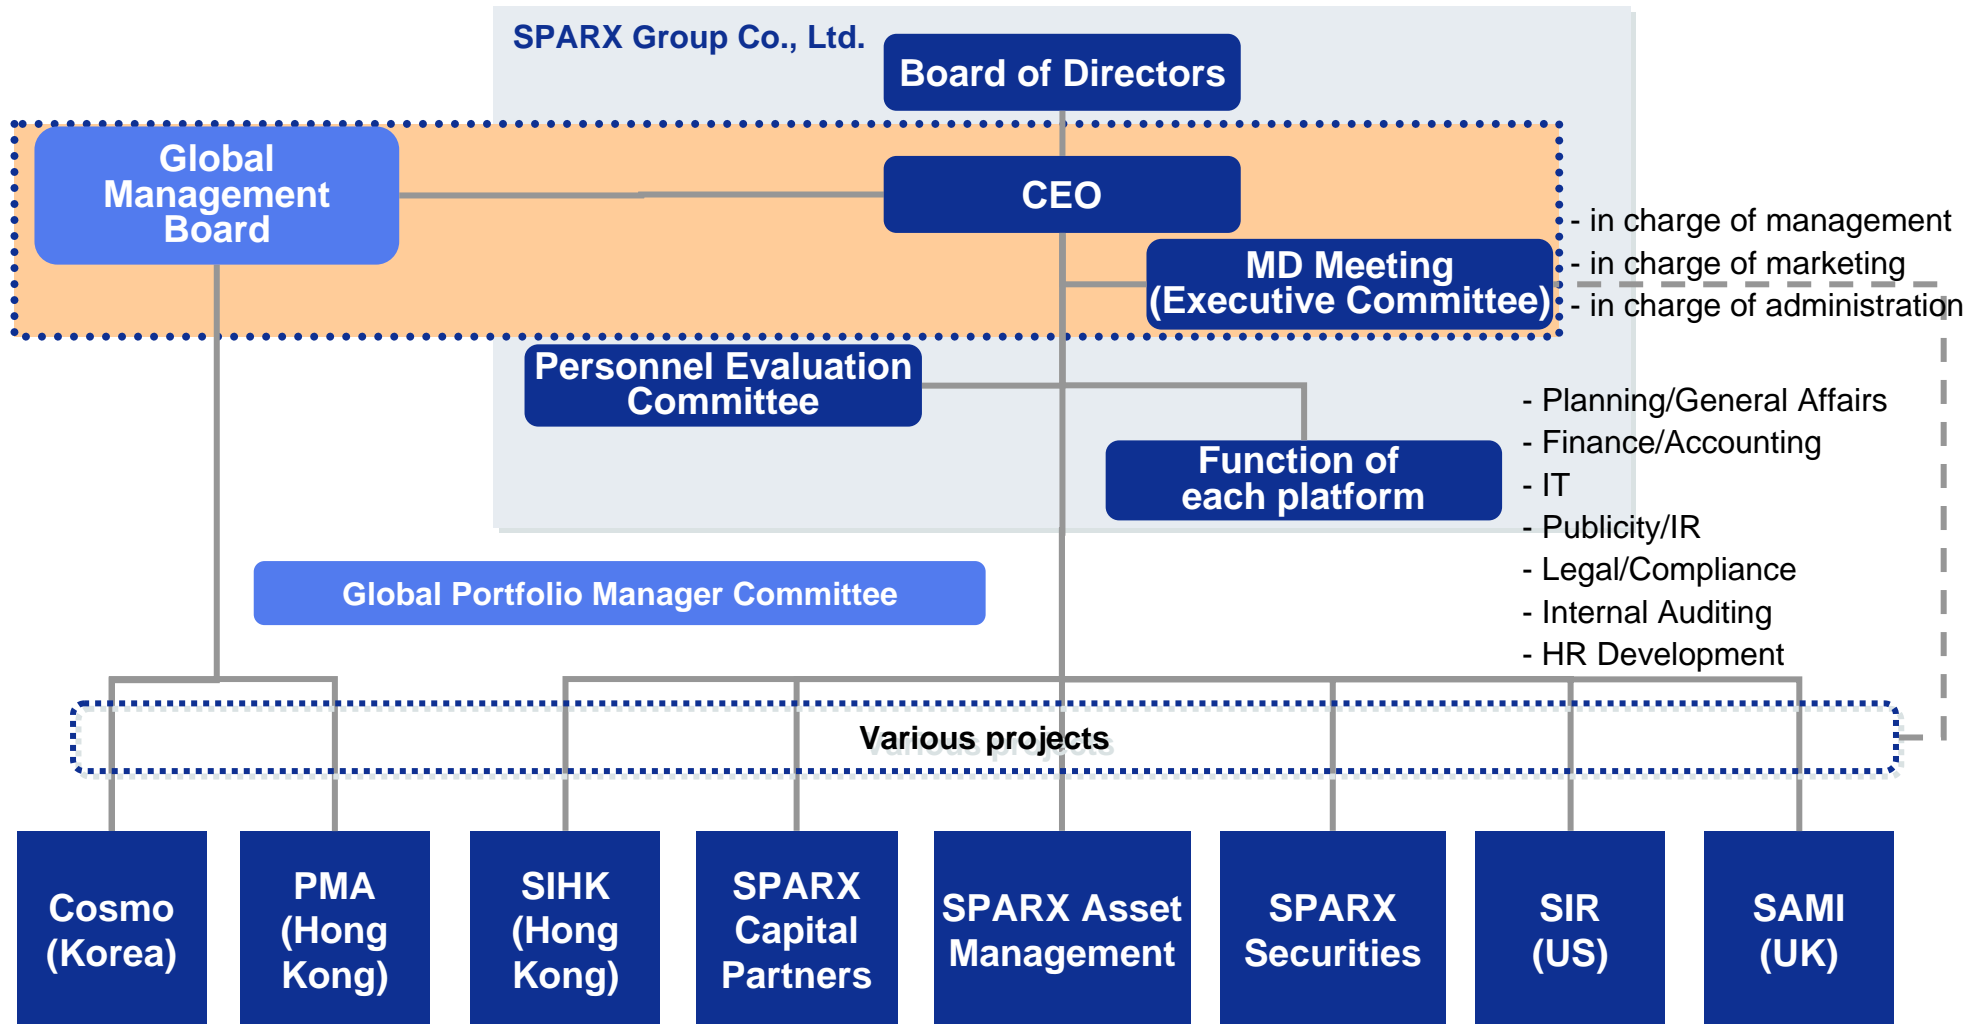 SPARX Group Co., Ltd.
Board of Directors
Global
Management
Board
CEO
- in charge of management
MD Meeting
(Executive Committee)
- in charge of marketing
- in charge of administration
Personnel Evaluation
Committee
Function of
each platform
- Planning/General Affairs
- Finance/Accounting
- IT
- Publicity/IR
- Legal/Compliance
- Internal Auditing
- HR Development
Global Portfolio Manager Committee
Various projects
Cosmo
(Korea)
PMA
(Hong
Kong)
SIHK
(Hong
Kong)
SPARX
Capital
Partners
SPARX Asset
Management
SPARX
Securities
SIR
(US)
SAMI
(UK)